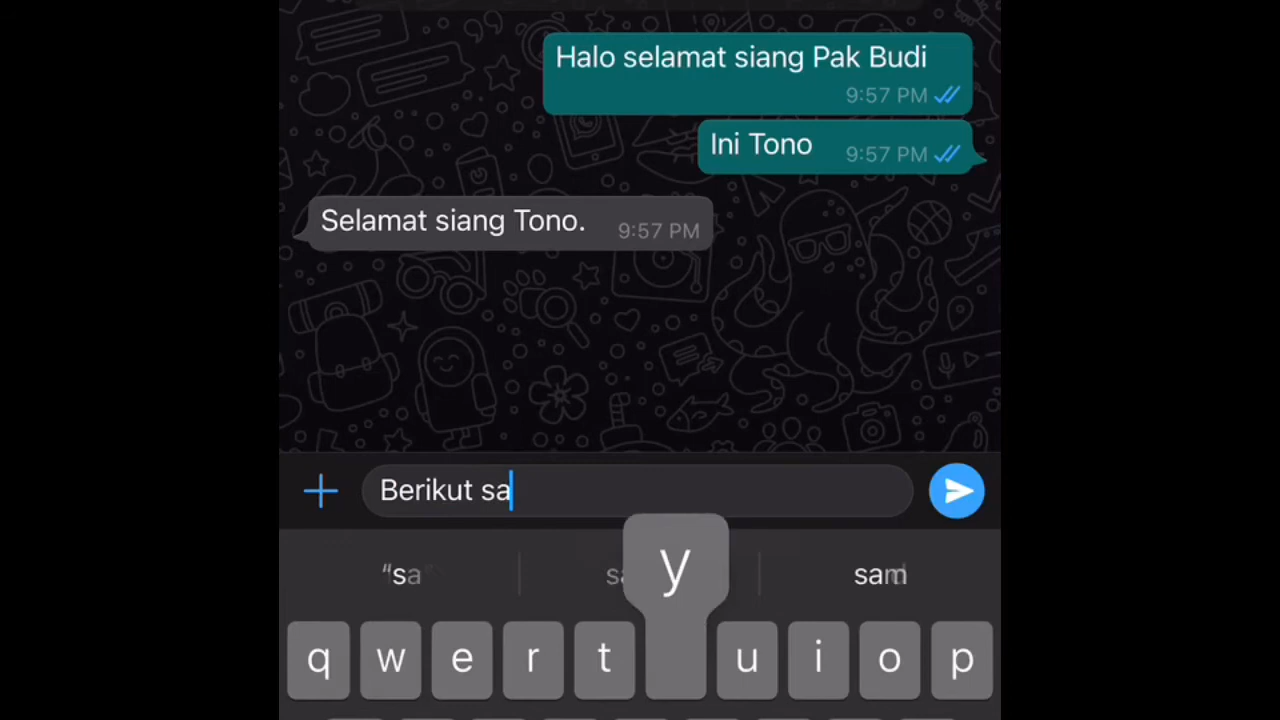 Halo selamat siang Pak Budi
9:57 PM
Ini Tono 9:57 PM
Selamat siang Tono. 9:57 PM
Berikut sa
y
“sa” sam
q w e r t u i o p